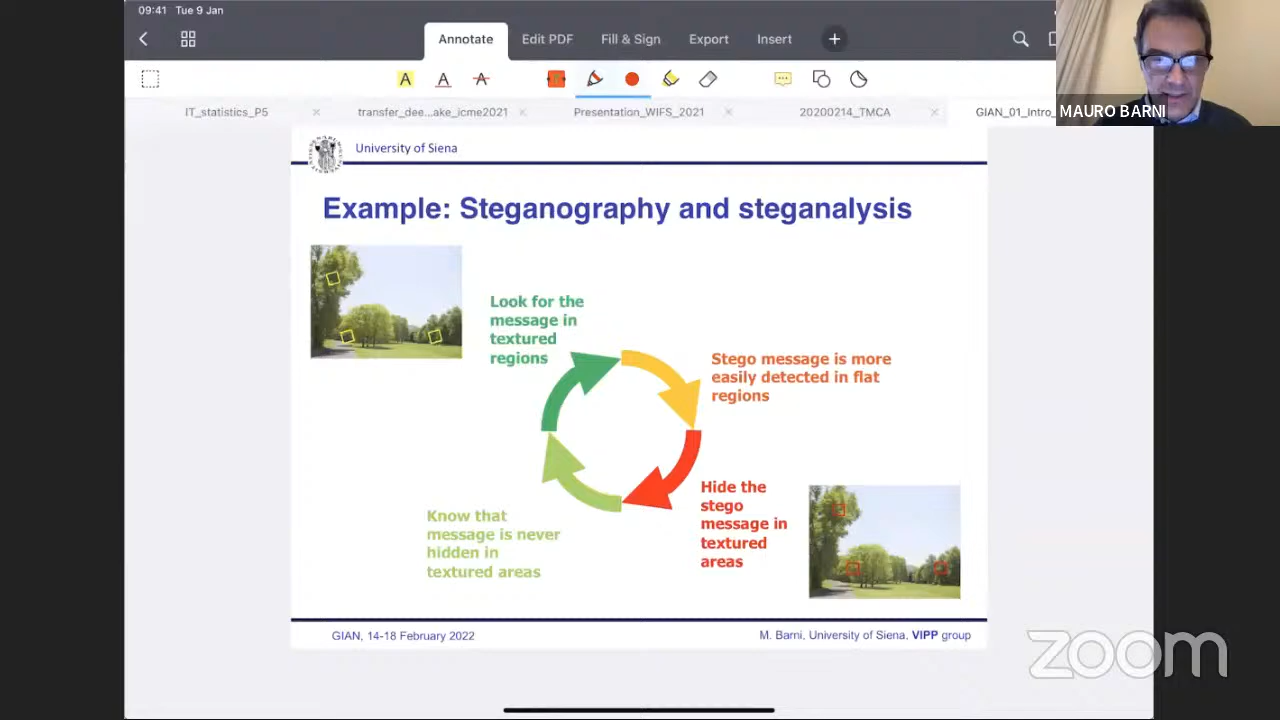 09:41 Tue 9 Jan
Annotate
Edit PDF
Fill & Sign
Export
Insert
MAURO BARNI
IT_statistics_P5
transfer_dee...ake_icme2021
Presentation_WIFS_2021
20200214_TMCA
GIAN_01_Intro_
University of Siena
Example: Steganography and steganalysis
Look for the
message in
textured
regions
Stego message is more
easily detected in flat
regions
Hide the
stego
message in
textured
areas
Know that
message is never
hidden in
textured areas
GIAN, 14-18 February 2022
M. Barni, University of Siena, VIPP group
zoom